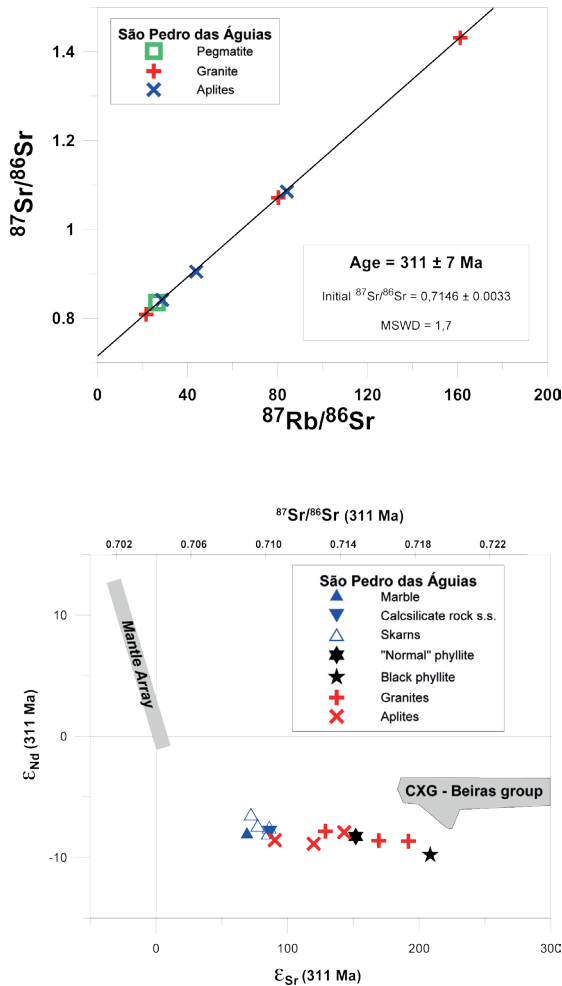 1.4
1.2
1
0.8
⁸⁷Sr/⁸⁶Sr
São Pedro das Águias
Pegmatite
Granite
Aplites
Age = 311 ± 7 Ma
Initial ⁸⁷Sr/⁸⁶Sr = 0,7146 ± 0.0033
MSWD = 1,7
0 40 80 120 160 200
⁸⁷Rb/⁸⁶Sr
⁸⁷Sr/⁸⁶Sr (311 Ma)
0.702 0.706 0.710 0.714 0.718 0.722
São Pedro das Águias
Marble
Calcsilicate rock s.s.
Skarns
"Normal" phyllite
Black phyllite
Granites
Aplites
Mantle Array
CXG - Beiras group
10
0
-10
εNd (311 Ma)
0 100 200 300
εSr (311 Ma)